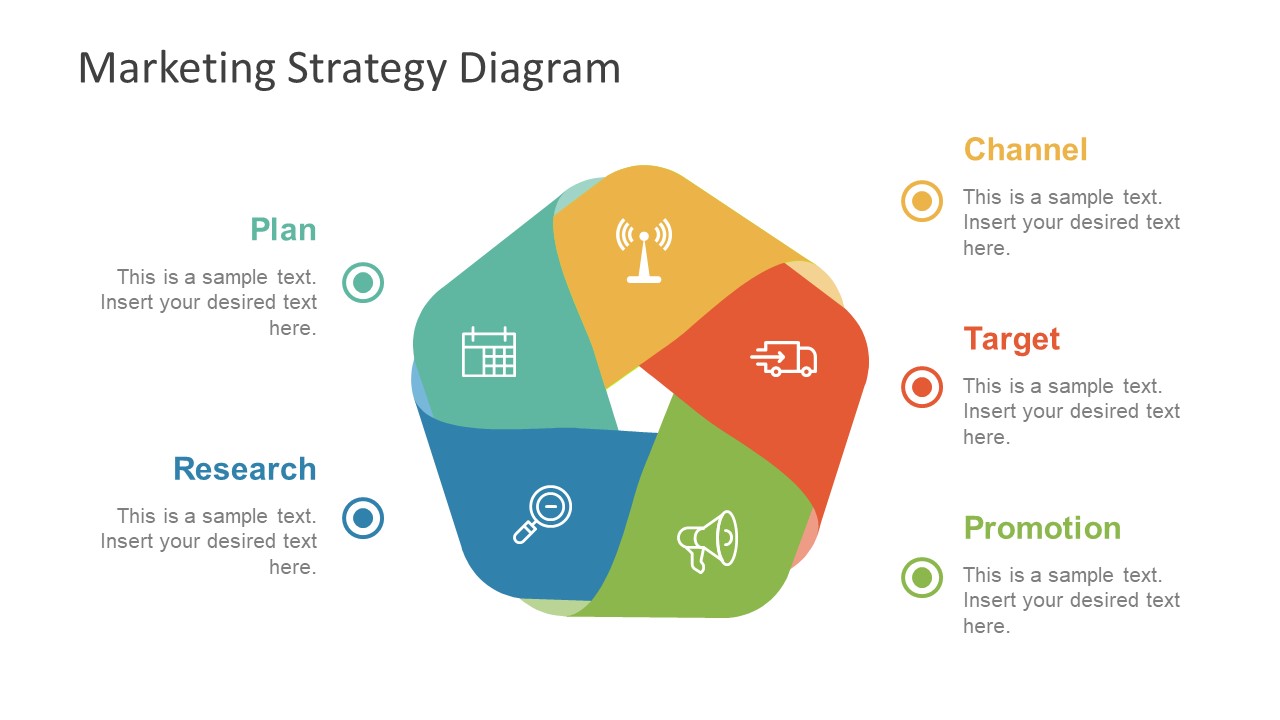 Marketing Strategy Diagram
Plan
This is a sample text.
Insert your desired text
here.
Research
This is a sample text.
Insert your desired text
here.
Channel
This is a sample text.
Insert your desired text
here.
Target
This is a sample text.
Insert your desired text
here.
Promotion
This is a sample text.
Insert your desired text
here.